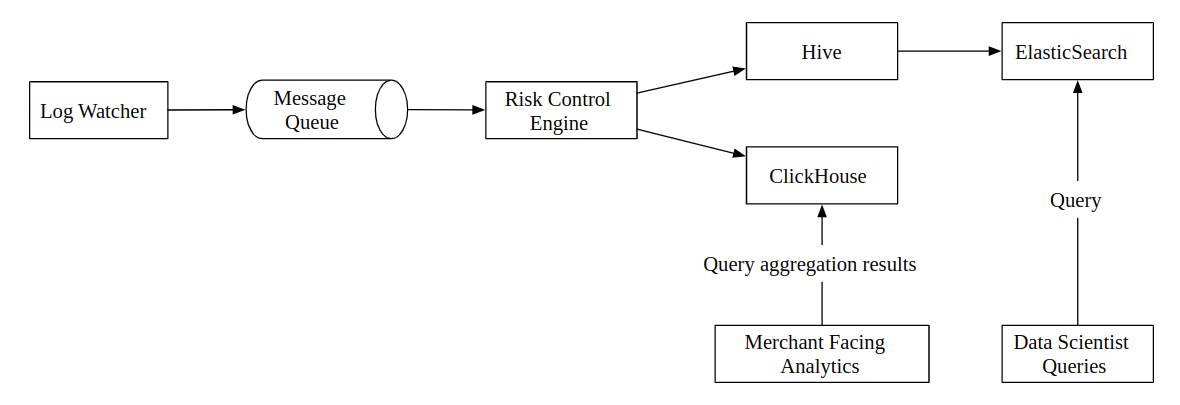 Hive
ElasticSearch
Log Watcher
Message
Queue
Risk Control
Engine
ClickHouse
Query
Query aggregation results
Merchant Facing
Analytics
Data Scientist
Queries